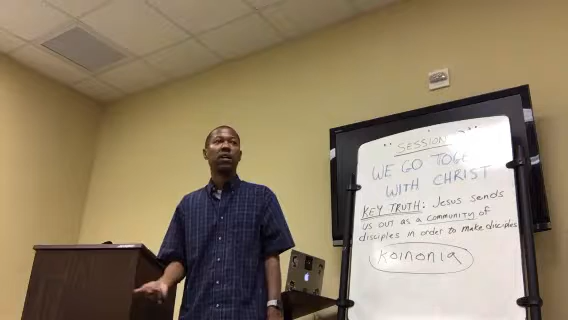 "SESSION
WE GO TOGE
WITH CHRIST
KEY TRUTH: Jesus sends
us out as a community of
disciples in order to make disciples
Koinonia